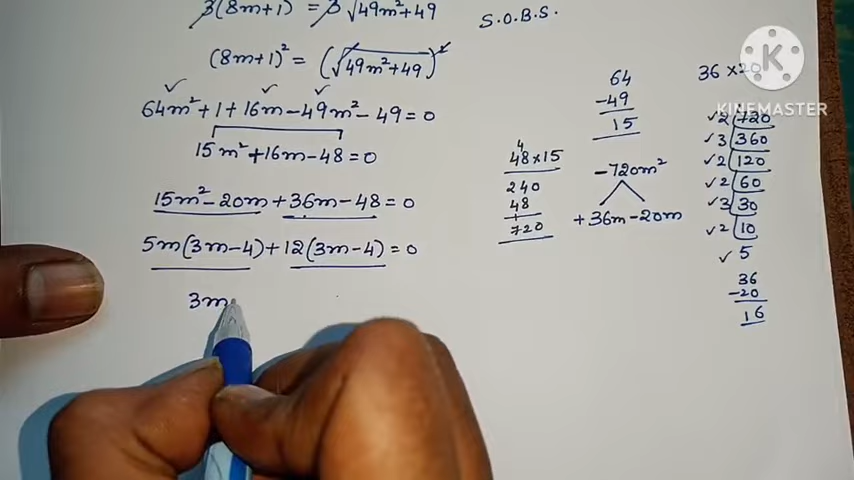 3(8m+1) = 3√49m²+49
S.O.B.S.
(8m+1)² = (√49m²+49)²
64m²+1+16m-49m²-49=0
15m²+16m-48=0
15m²-20m+36m-48=0
5m(3m-4)+12(3m-4)=0
3m
4
48×15
240
48
1
720
64
-49
15
-720m²
+36m-20m
36×20
2 720
3 360
2 120
2 60
3 30
2 10
5
36
-20
16
K
KINEMASTER